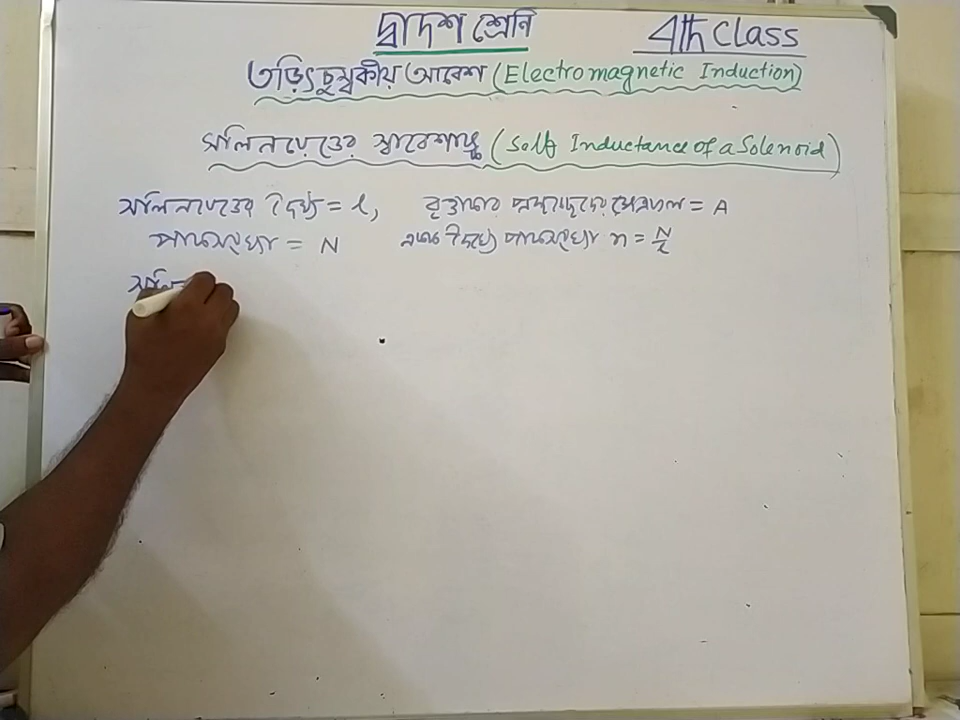 দ্বাদশ শ্রেণি 4th Class
তড়িৎচুম্বকীয় আবেশ (Electromagnetic Induction)
সলিনয়েডের স্বাবেশাঙ্ক (Self Inductance of a Solenoid)
সলিনয়েডের দৈর্ঘ্য = l, বৃত্তাকার প্রস্থচ্ছেদের ক্ষেত্রফল = A
পাকসংখ্যা = N একক দৈর্ঘ্যে পাকসংখ্যা n = N/l
সলি